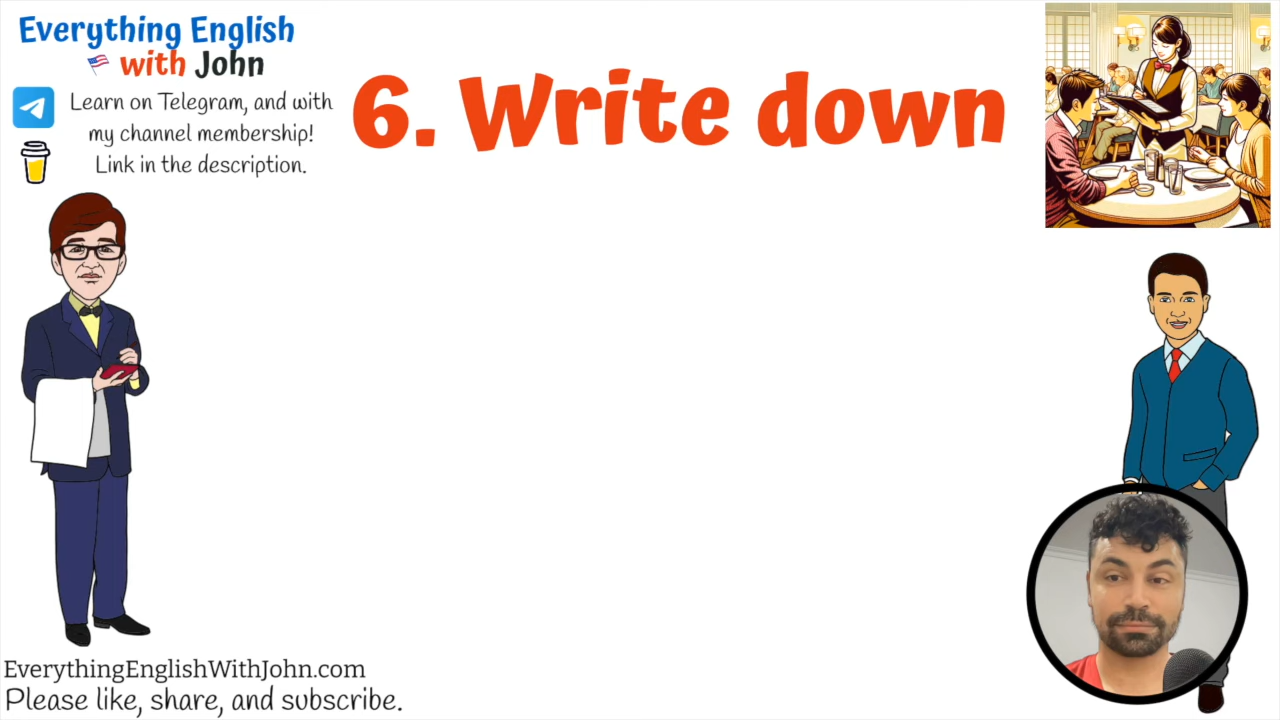 Everything English
with John
Learn on Telegram, and with
my channel membership!
Link in the description.
6. Write down
EverythingEnglishWithJohn.com
Please like, share, and subscribe.